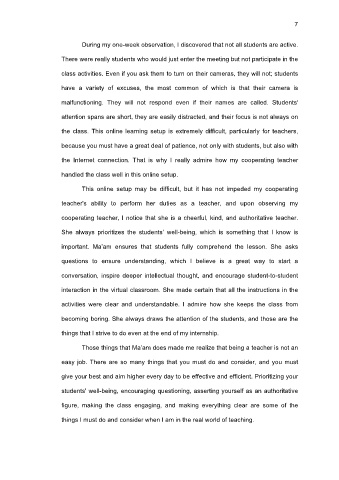 7
During my one-week observation, I discovered that not all students are active.
There were really students who would just enter the meeting but not participate in the
class activities. Even if you ask them to turn on their cameras, they will not; students
have a variety of excuses, the most common of which is that their camera is
malfunctioning. They will not respond even if their names are called. Students'
attention spans are short, they are easily distracted, and their focus is not always on
the class. This online learning setup is extremely difficult, particularly for teachers,
because you must have a great deal of patience, not only with students, but also with
the Internet connection. That is why I really admire how my cooperating teacher
handled the class well in this online setup.
This online setup may be difficult, but it has not impeded my cooperating
teacher's ability to perform her duties as a teacher, and upon observing my
cooperating teacher, I notice that she is a cheerful, kind, and authoritative teacher.
She always prioritizes the students' well-being, which is something that I know is
important. Ma'am ensures that students fully comprehend the lesson. She asks
questions to ensure understanding, which I believe is a great way to start a
conversation, inspire deeper intellectual thought, and encourage student-to-student
interaction in the virtual classroom. She made certain that all the instructions in the
activities were clear and understandable. I admire how she keeps the class from
becoming boring. She always draws the attention of the students, and those are the
things that I strive to do even at the end of my internship.
Those things that Ma'am does made me realize that being a teacher is not an
easy job. There are so many things that you must do and consider, and you must
give your best and aim higher every day to be effective and efficient. Prioritizing your
students' well-being, encouraging questioning, asserting yourself as an authoritative
figure, making the class engaging, and making everything clear are some of the
things I must do and consider when I am in the real world of teaching.